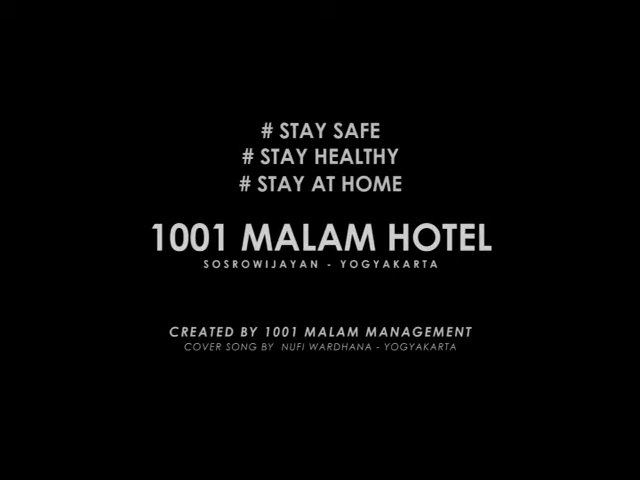 # STAY SAFE
# STAY HEALTHY
# STAY AT HOME
1001 MALAM HOTEL
SOSROWIJAYAN - YOGYAKARTA
CREATED BY 1001 MALAM MANAGEMENT
COVER SONG BY NUFI WARDHANA - YOGYAKARTA